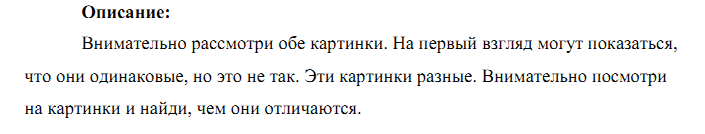 Описание:
Внимательно рассмотри обе картинки. На первый взгляд могут показаться,
что они одинаковые, но это не так. Эти картинки разные. Внимательно посмотри
на картинки и найди, чем они отличаются.